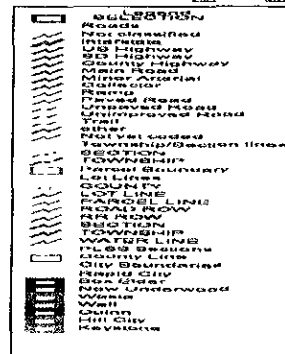 Legend
SELECTION
Roads
Not classified
Interstate
US Highway
SD Highway
County Highway
Main Road
Minor Arterial
Collector
Ramp
Paved Road
Unpaved Road
Unimproved Road
Trail
other
Not yet coded
Township/Section lines
SECTION
TOWNSHIP
Parcel Boundary
Lot Lines
COUNTY
LOT LINE
PARCEL LINE
ROAD ROW
RR ROW
SECTION
TOWNSHIP
WATER LINE
PLSS Sections
County Line
City Boundaries
Rapid City
Box Elder
New Underwood
Wasta
Wall
Quinn
Hill City
Keystone